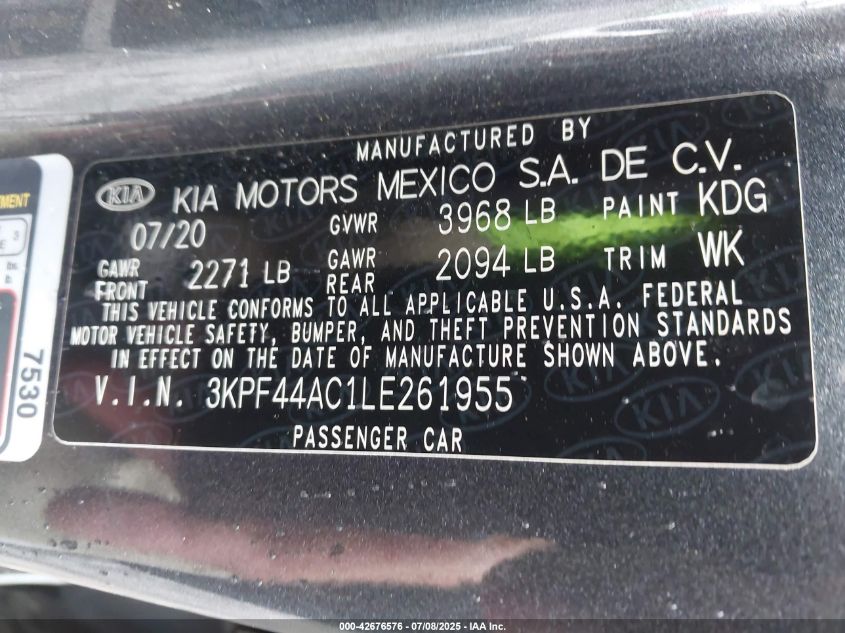 MANUFACTURED BY
KIA KIA MOTORS MEXICO S.A. DE C.V.
07/20 GVWR 3968 LB PAINT KDG
GAWR FRONT 2271 LB GAWR REAR 2094 LB TRIM WK
THIS VEHICLE CONFORMS TO ALL APPLICABLE U.S.A. FEDERAL
MOTOR VEHICLE SAFETY, BUMPER, AND THEFT PREVENTION STANDARDS
IN EFFECT ON THE DATE OF MANUFACTURE SHOWN ABOVE.
V.I.N. 3KPF44AC1LE261955
PASSENGER CAR
7530
000-42676576 - 07/08/2025 - IAAI Inc.